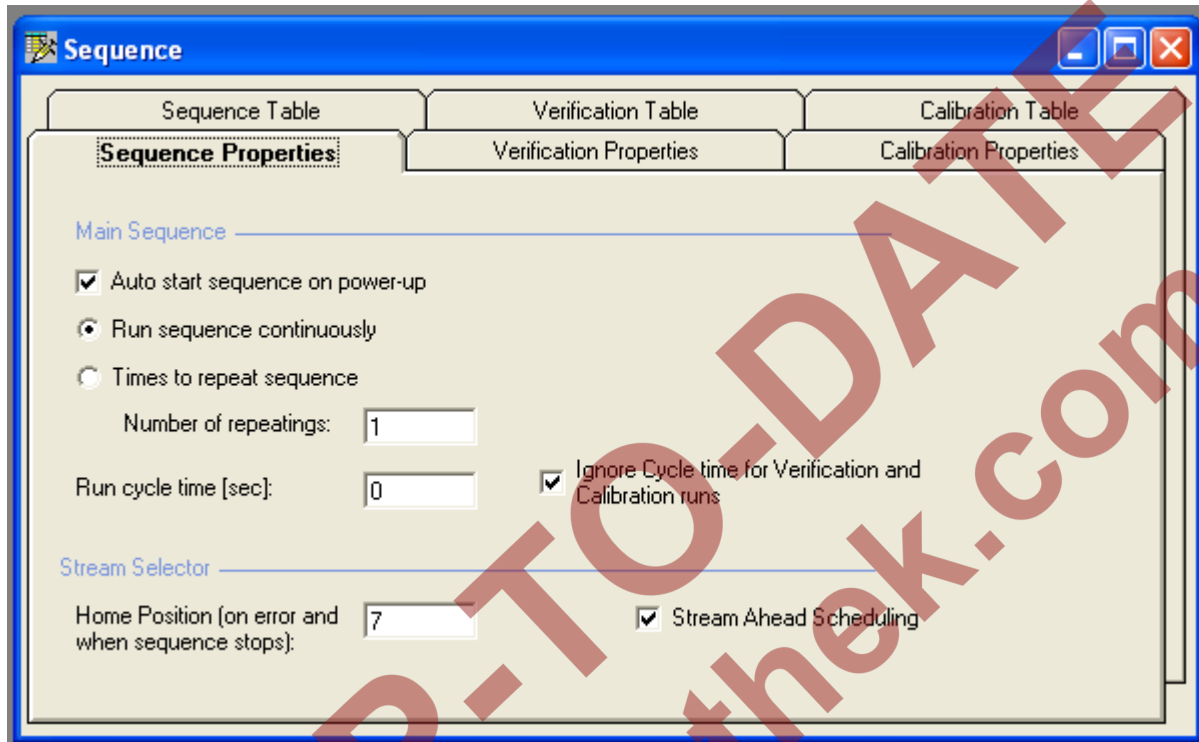 Sequence
Sequence Table
Verification Table
Calibration Table
Sequence Properties
Verification Properties
Calibration Properties
Main Sequence
Auto start sequence on power-up
Run sequence continuously
Times to repeat sequence
Number of repeatings:
1
Run cycle time [sec]:
0
Ignore Cycle time for Verification and
Calibration runs
Stream Selector
Home Position (on error and
when sequence stops):
7
Stream Ahead Scheduling
P-TO-DATE
thek.com